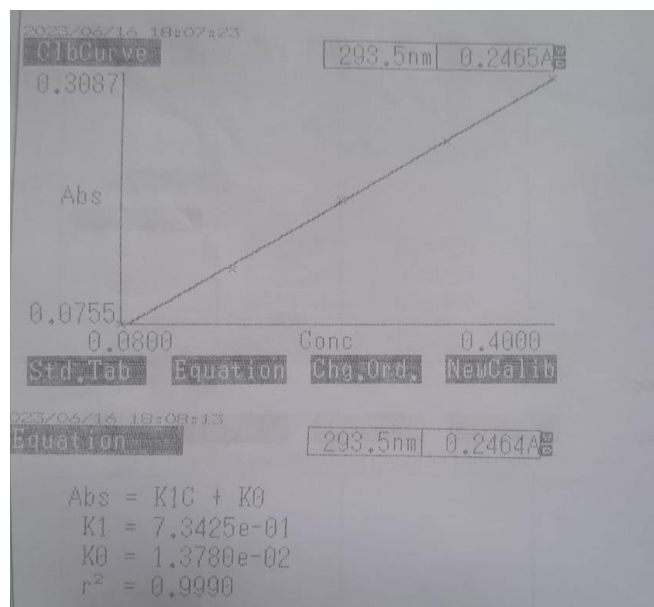 2023/06/16 18:07:23
ClbCurve 293.5nm 0.2465A
0.3087
Abs
0.0755
0.0800 Conc 0.4000
Std.Tab Equation Chg.Ord. NewCalib
023/06/16 18:08:13
Equation 293.5nm 0.2464A
Abs = K1C + K0
K1 = 7.3425e-01
K0 = 1.3780e-02
r² = 0.9990